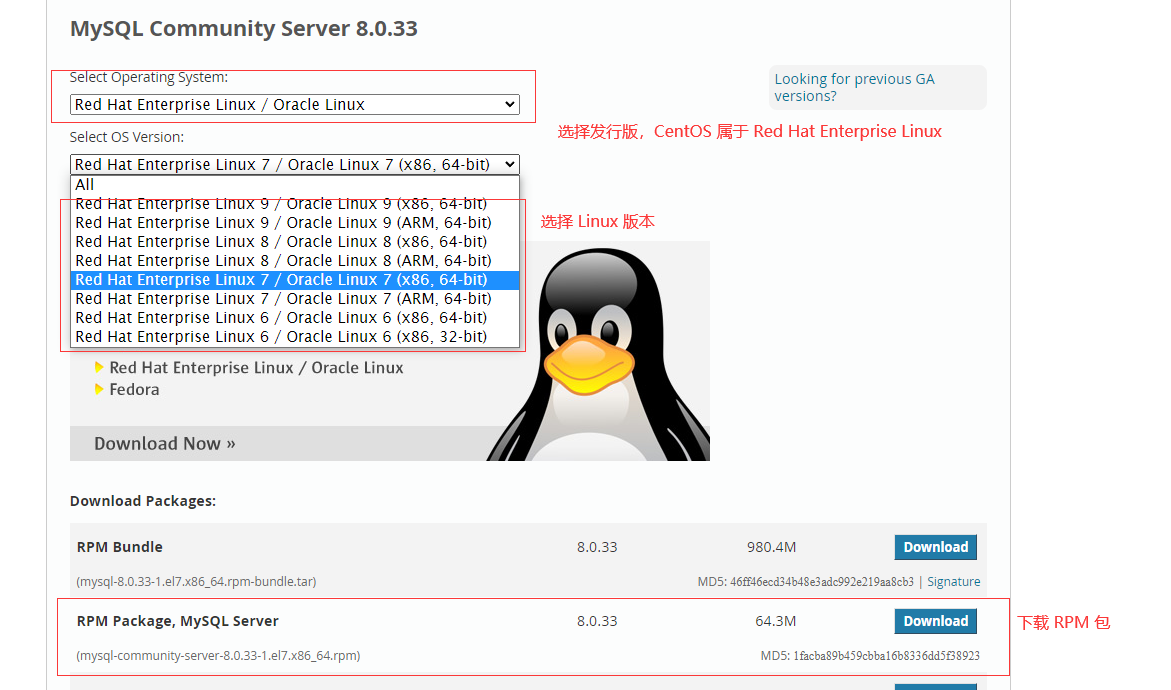 MySQL Community Server 8.0.33
Select Operating System:
Looking for previous GA
versions?
Red Hat Enterprise Linux / Oracle Linux
选择发行版，CentOS 属于 Red Hat Enterprise Linux
Select OS Version:
Red Hat Enterprise Linux 7 / Oracle Linux 7 (x86, 64-bit)
All
Red Hat Enterprise Linux 9 / Oracle Linux 9 (x86, 64-bit)
Red Hat Enterprise Linux 9 / Oracle Linux 9 (ARM, 64-bit)
选择 Linux 版本
Red Hat Enterprise Linux 8 / Oracle Linux 8 (x86, 64-bit)
Red Hat Enterprise Linux 8 / Oracle Linux 8 (ARM, 64-bit)
Red Hat Enterprise Linux 7 / Oracle Linux 7 (x86, 64-bit)
Red Hat Enterprise Linux 7 / Oracle Linux 7 (ARM, 64-bit)
Red Hat Enterprise Linux 6 / Oracle Linux 6 (x86, 64-bit)
Red Hat Enterprise Linux 6 / Oracle Linux 6 (x86, 32-bit)
Red Hat Enterprise Linux / Oracle Linux
Fedora
Download Now »
Download Packages:
RPM Bundle 8.0.33 980.4M Download
(mysql-8.0.33-1.el7.x86_64.rpm-bundle.tar) MD5: 46ff46ecd34b48e3adc992e219aa8cb3 | Signature
RPM Package, MySQL Server 8.0.33 64.3M Download
下载 RPM 包
(mysql-community-server-8.0.33-1.el7.x86_64.rpm) MD5: 1facba89b459cbba16b8336dd5f38923